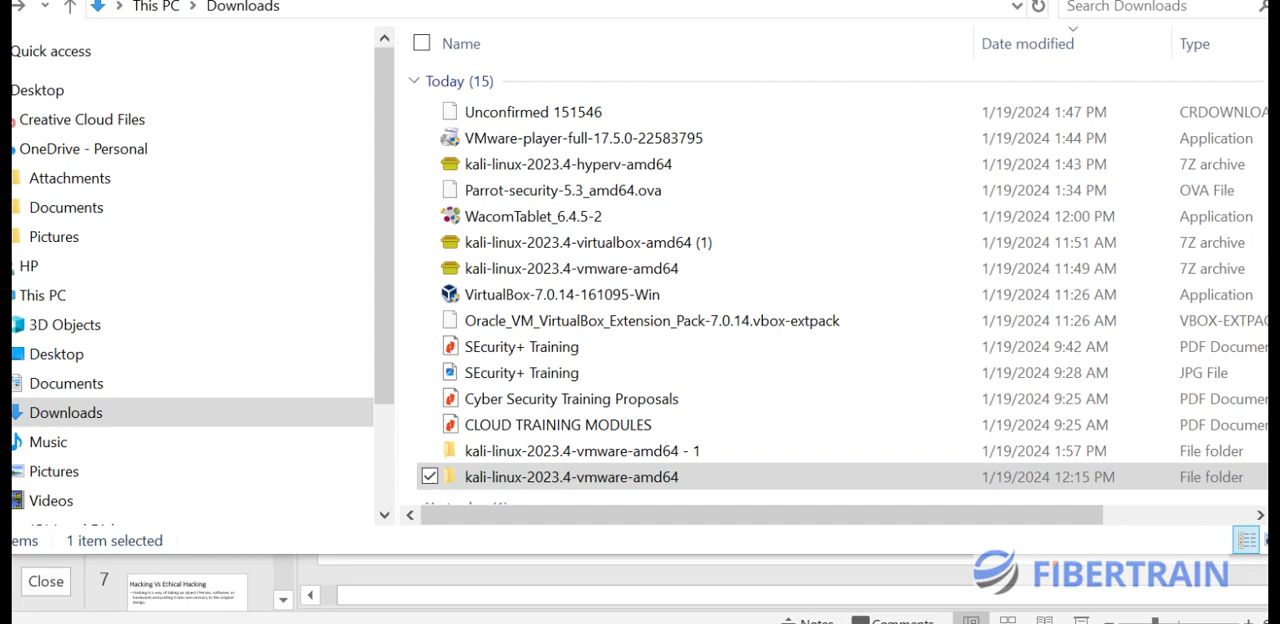 This PC > Downloads
Search Downloads
Quick access
Desktop
Creative Cloud Files
OneDrive - Personal
Attachments
Documents
Pictures
HP
This PC
3D Objects
Desktop
Documents
Downloads
Music
Pictures
Videos
Name Date modified Type
Today (15)
Unconfirmed 151546 1/19/2024 1:47 PM CRDOWNLOA
VMware-player-full-17.5.0-22583795 1/19/2024 1:44 PM Application
kali-linux-2023.4-hyperv-amd64 1/19/2024 1:43 PM 7Z archive
Parrot-security-5.3_amd64.ova 1/19/2024 1:34 PM OVA File
WacomTablet_6.4.5-2 1/19/2024 12:00 PM Application
kali-linux-2023.4-virtualbox-amd64 (1) 1/19/2024 11:51 AM 7Z archive
kali-linux-2023.4-vmware-amd64 1/19/2024 11:49 AM 7Z archive
VirtualBox-7.0.14-161095-Win 1/19/2024 11:26 AM Application
Oracle_VM_VirtualBox_Extension_Pack-7.0.14.vbox-extpack 1/19/2024 11:26 AM VBOX-EXTPAC
SEcurity+ Training 1/19/2024 9:42 AM PDF Documen
SEcurity+ Training 1/19/2024 9:28 AM JPG File
Cyber Security Training Proposals 1/19/2024 9:25 AM PDF Documen
CLOUD TRAINING MODULES 1/19/2024 9:25 AM PDF Documen
kali-linux-2023.4-vmware-amd64 - 1 1/19/2024 1:57 PM File folder
kali-linux-2023.4-vmware-amd64 1/19/2024 12:15 PM File folder
ems 1 item selected
Close
7
Hacking Vs Ethical Hacking
FIBERTRAIN
Notes
Comments